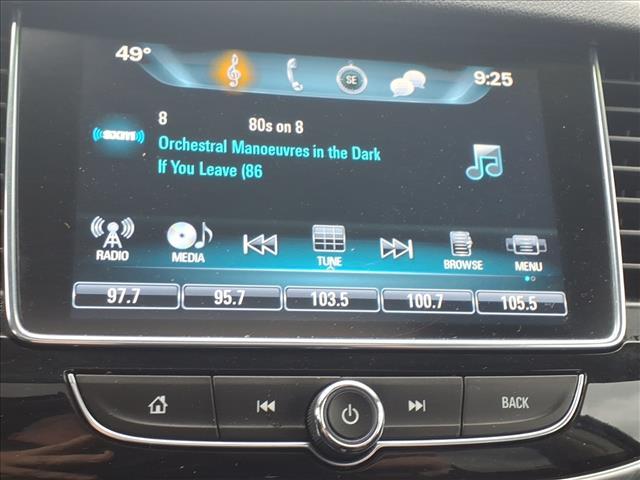 49° SE 9:25
8 80s on 8
((sxm))
Orchestral Manoeuvres in the Dark
If You Leave (86
RADIO MEDIA TUNE BROWSE MENU
97.7 95.7 103.5 100.7 105.5
BACK